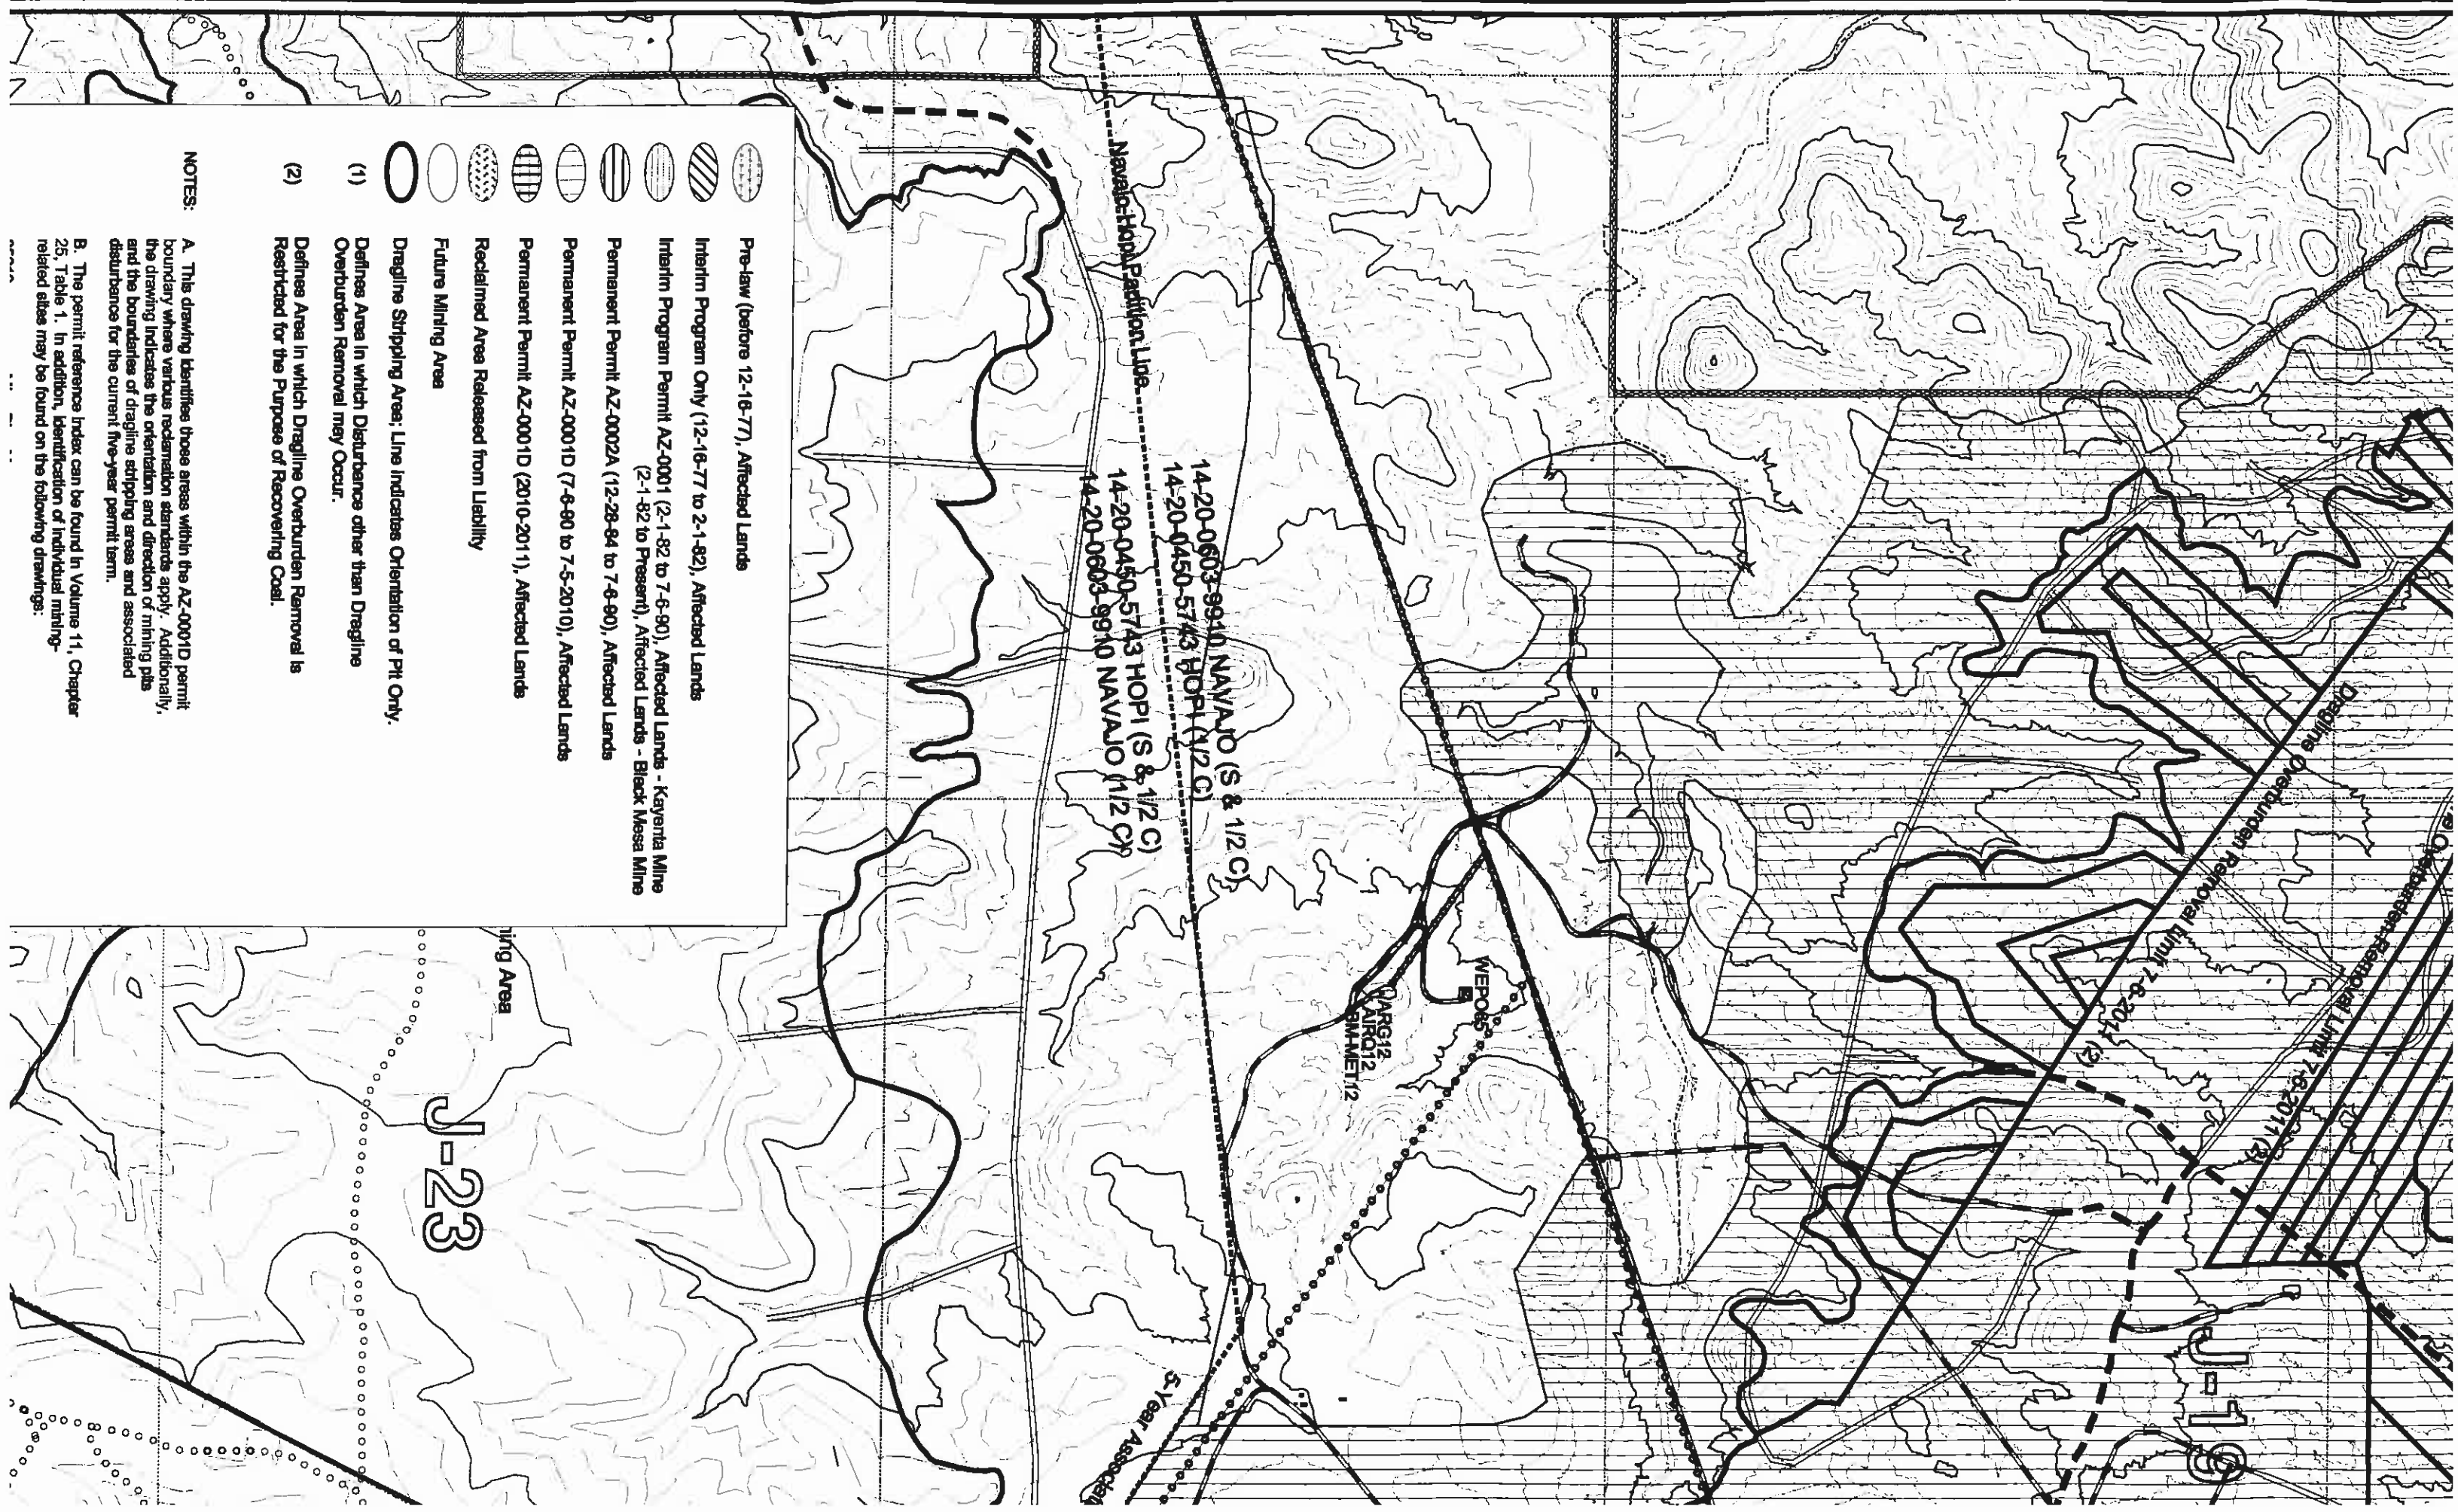 Navajo-Hopi Partition Line
14-20-0603-9910 NAVAJO (S & 1/2 C)
14-20-0450-5743 HOPI (1/2 C)
14-20-0450-5743 HOPI (S & 1/2 C)
14-20-0603-9910 NAVAJO (1/2 C)
Dragline Overburden Removal Limit 7-6-2011 (2)
Overburden Removal Limit 7-6-2011 (2)
WEPO65
ARG12
AIRQ12
BM-MET12
J-19
5-Year
J-23
ning Area
Pre-law (before 12-16-77), Affected Lands
Interim Program Only (12-16-77 to 2-1-82), Affected Lands
Interim Program Permit AZ-0001 (2-1-82 to 7-6-90), Affected Lands - Kayenta Mine
(2-1-82 to Present), Affected Lands - Black Mesa Mine
Permanent Permit AZ-0002A (12-28-84 to 7-6-90), Affected Lands
Permanent Permit AZ-0001D (7-6-90 to 7-5-2010), Affected Lands
Permanent Permit AZ-0001D (2010-2011), Affected Lands
Reclaimed Area Released from Liability
Future Mining Area
Dragline Stripping Area; Line Indicates Orientation of Pit Only.
(1) Defines Area in which Disturbance other than Dragline
Overburden Removal may Occur.
(2) Defines Area in which Dragline Overburden Removal is
Restricted for the Purpose of Recovering Coal.
NOTES:
A. This drawing identifies those areas within the AZ-0001D permit
boundary where various reclamation standards apply. Additionally,
the drawing indicates the orientation and direction of mining pits
and the boundaries of dragline stripping areas and associated
disturbance for the current five-year permit term.
B. The permit reference index can be found in Volume 11, Chapter
25, Table 1. In addition, identification of individual mining-
related sites may be found on the following drawings: